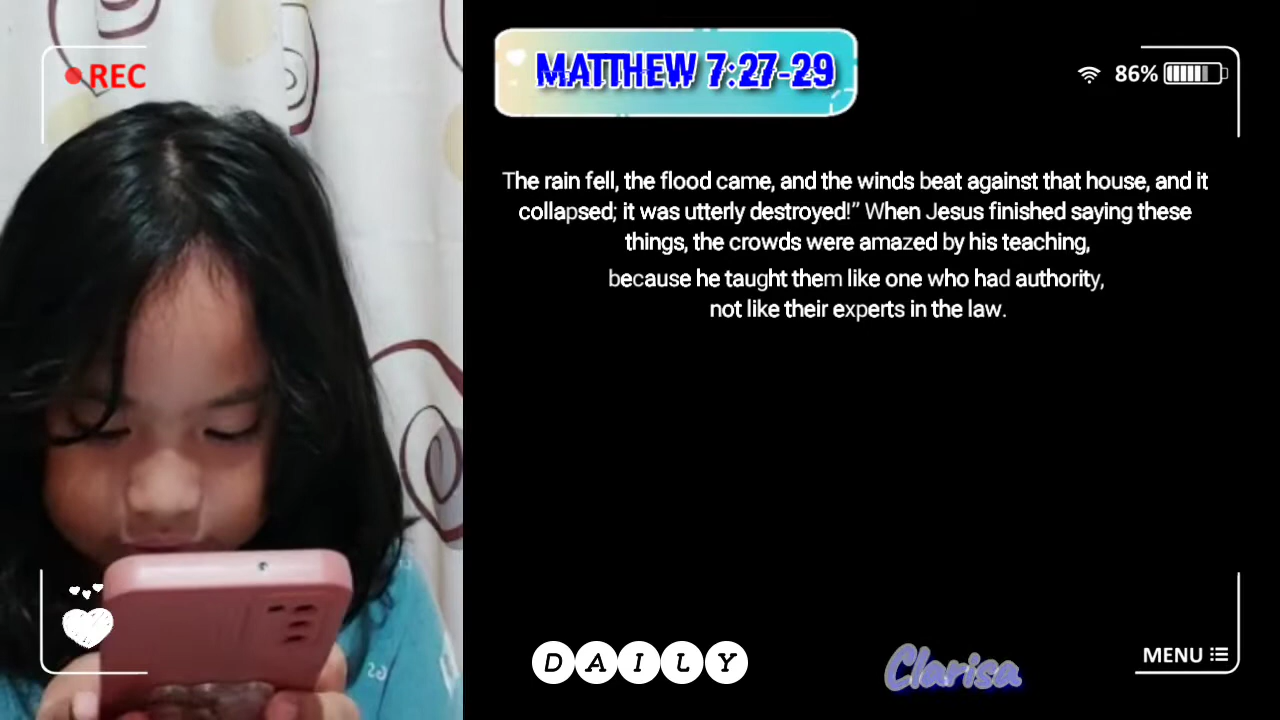 REC
MATTHEW 7:27-29
86%
The rain fell, the flood came, and the winds beat against that house, and it
collapsed; it was utterly destroyed!” When Jesus finished saying these
things, the crowds were amazed by his teaching,
because he taught them like one who had authority,
not like their experts in the law.
DAILY
Clarisa
MENU